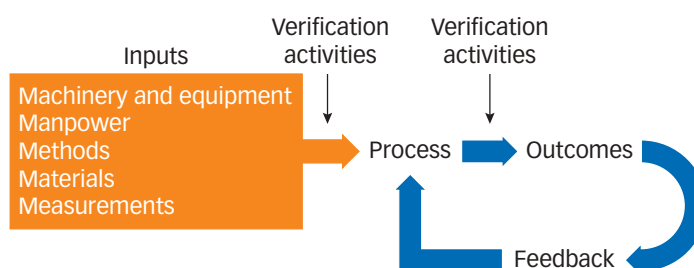 Verification
activities
Verification
activities
Inputs
Machinery and equipment
Manpower
Methods
Materials
Measurements
Process
Outcomes
Feedback